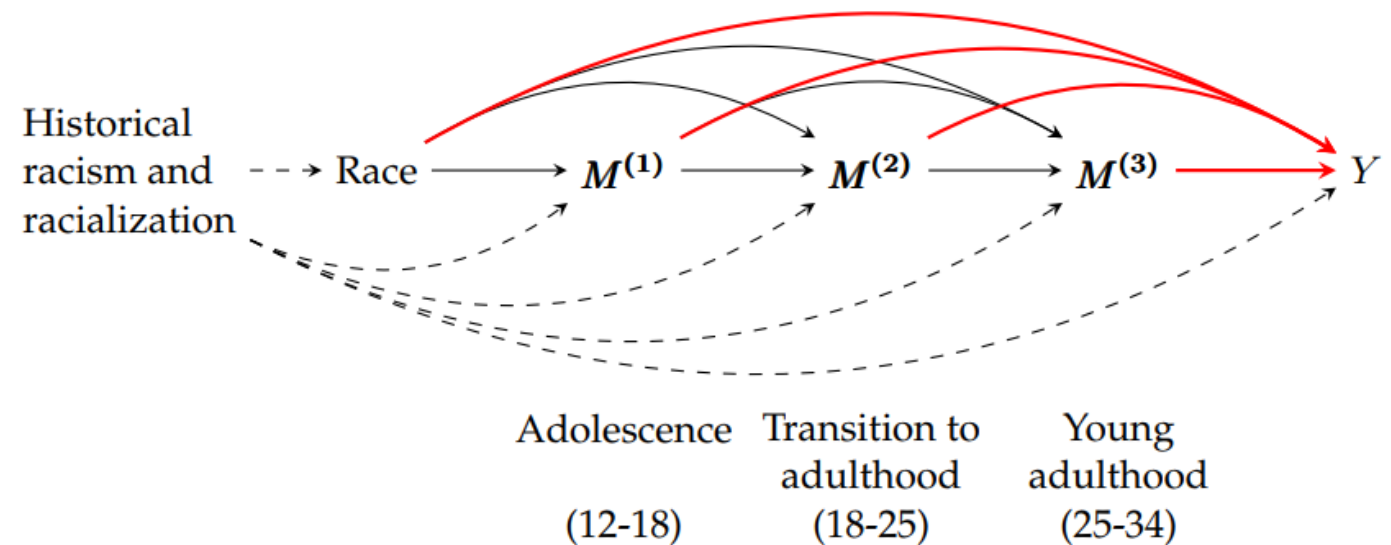 Historical
racism and
racialization
Race
M(1)
M(2)
M(3)
Y
Adolescence
(12-18)
Transition to
adulthood
(18-25)
Young
adulthood
(25-34)